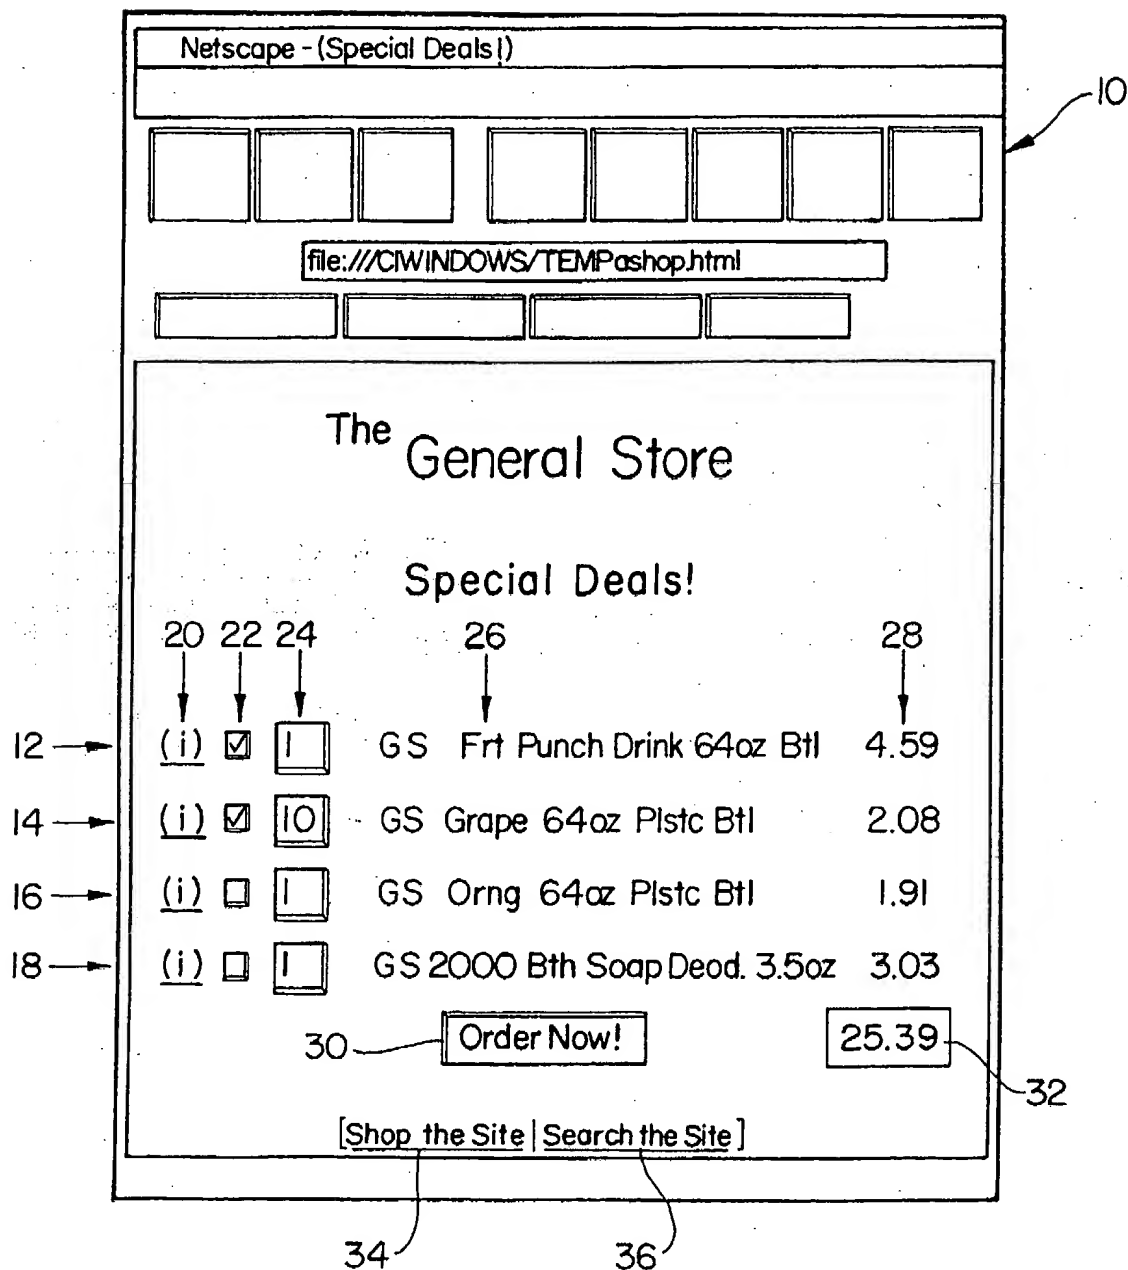 Netscape - (Special Deals!)
10
file:///C|WINDOWS/TEMPashop.html
The General Store
Special Deals!
20 22 24 26 28
12 (i) 1 GS Frt Punch Drink 64oz Btl 4.59
14 (i) 10 GS Grape 64oz Plstc Btl 2.08
16 (i) 1 GS Orng 64oz Plstc Btl 1.91
18 (i) 1 GS 2000 Bth Soap Deod. 3.5oz 3.03
30 Order Now! 25.39
32
[Shop the Site | Search the Site]
34 36